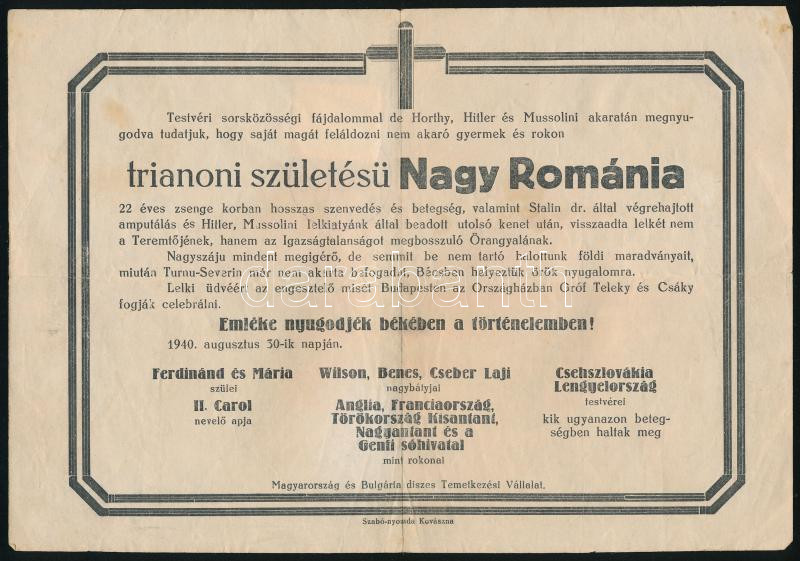 Testvéri sorsközösségi fájdalommal de Horthy, Hitler és Mussolini akaratán megnyu-
godva tudatjuk, hogy saját magát feláldozni nem akaró gyermek és rokon
trianoni születésü Nagy Románia
22 éves zsenge korban hosszas szenvedés és betegség, valamint Stalin dr. által végrehajtott
amputálás és Hitler, Mussolini lelkiatyánk által beadott utolsó kenet után, visszaadta lelkét nem
a Teremtőjének, hanem az Igazságtalanságot megbosszuló Őrangyalának.
Nagyszáju mindent megigérő, de semmit be nem tartó halottunk földi maradványait,
miután Turnu-Severin már nem akarta befogadni, Bécsben helyeztük örök nyugalomra.
Lelki üdvéért az engesztelő misét Budapesten az Országházban Gróf Teleky és Csáky
fogják celebrálni.
Emléke nyugodjék békében a történelemben!
1940. augusztus 30-ik napján.
Ferdinánd és Mária
szülei
II. Carol
nevelő apja
Wilson, Benes, Cseber Laji
nagybátyjai
Anglia, Franciaország,
Törökország Kisantant,
Nagyantant és a
Genfi sóhivatal
mint rokonai
Csehszlovákia
Lengyelország
testvérei
kik ugyanazon beteg-
ségben haltak meg
Magyarország és Bulgária díszes Temetkezési Vállalat.
Szabó-nyomda Kovászna
darabanth